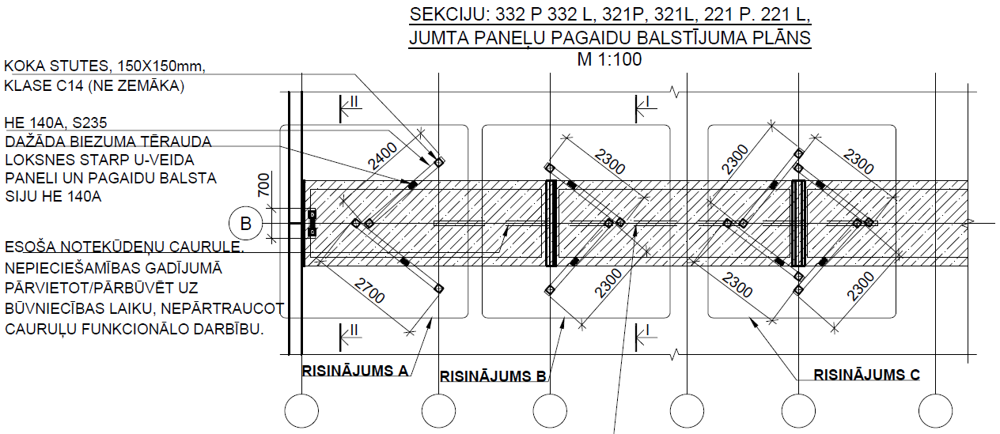 SEKCIJU: 332 P 332 L, 321P, 321L, 221 P. 221 L,
JUMTA PANEĻU PAGAIDU BALSTĪJUMA PLĀNS
M 1:100
KOKA STUTES, 150X150mm,
KLASE C14 (NE ZEMĀKA)
HE 140A, S235
DAŽĀDA BIEZUMA TĒRAUDA
LOKSNES STARP U-VEIDA
PANELI UN PAGAIDU BALSTA
SIJU HE 140A
700
B
ESOŠA NOTEKŪDEŅU CAURULE.
NEPIECIEŠAMĪBAS GADĪJUMĀ
PĀRVIETOT/PĀRBŪVĒT UZ
BŪVNIECĪBAS LAIKU, NEPĀRTRAUCOT
CAURUĻU FUNKCIONĀLO DARBĪBU.
II
I
2400
2300
2300
2300
2700
2300
2300
2300
II
I
RISINĀJUMS A
RISINĀJUMS B
RISINĀJUMS C